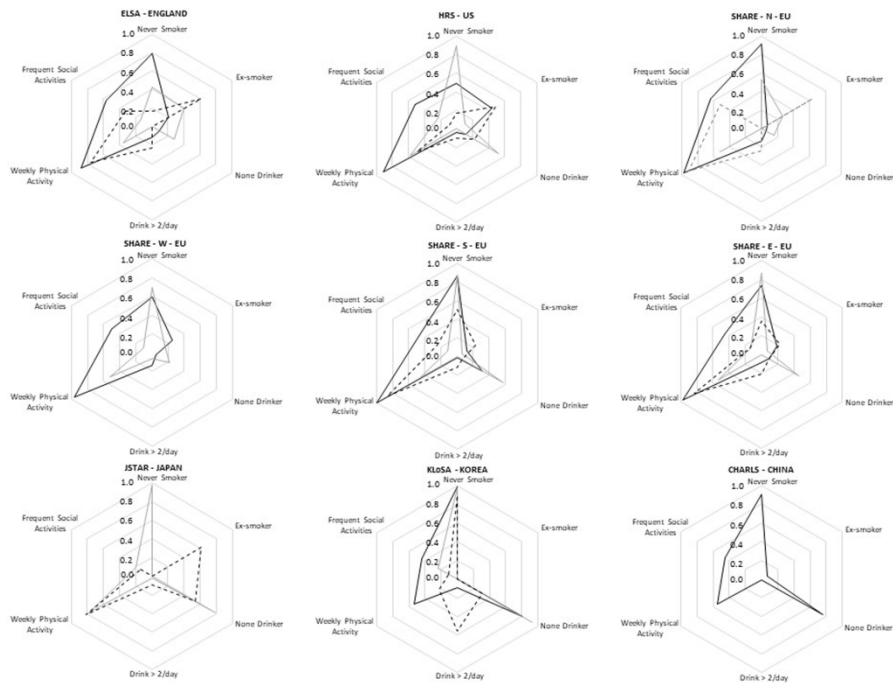 ELSA - ENGLAND
Never Smoker
1.0
0.8
0.6
0.4
0.2
0.0
Frequent Social
Activities
Ex-smoker
Weekly Physical
Activity
None Drinker
Drink > 2/day
HRS - US
Never Smoker
1.0
0.8
0.6
0.4
0.2
0.0
Frequent Social
Activities
Ex-smoker
Weekly Physical
Activity
None Drinker
Drink > 2/day
SHARE - N - EU
Never Smoker
1.0
0.8
0.6
0.4
0.2
0.0
Frequent Social
Activities
Ex-smoker
Weekly Physical
Activity
None Drinker
Drink > 2/day
SHARE - W - EU
Never Smoker
1.0
0.8
0.6
0.4
0.2
0.0
Frequent Social
Activities
Ex-smoker
Weekly Physical
Activity
None Drinker
Drink > 2/day
SHARE - S - EU
Never Smoker
1.0
0.8
0.6
0.4
0.2
0.0
Frequent Social
Activities
Ex-smoker
Weekly Physical
Activity
None Drinker
Drink > 2/day
SHARE - E - EU
Never Smoker
1.0
0.8
0.6
0.4
0.2
0.0
Frequent Social
Activities
Ex-smoker
Weekly Physical
Activity
None Drinker
Drink > 2/day
JSTAR - JAPAN
Never Smoker
1.0
0.8
0.6
0.4
0.2
0.0
Frequent Social
Activities
Ex-smoker
Weekly Physical
Activity
None Drinker
Drink > 2/day
KLoSA - KOREA
Never Smoker
1.0
0.8
0.6
0.4
0.2
0.0
Frequent Social
Activities
Ex-smoker
Weekly Physical
Activity
None Drinker
Drink > 2/day
CHARLS - CHINA
Never Smoker
1.0
0.8
0.6
0.4
0.2
0.0
Frequent Social
Activities
Ex-smoker
Weekly Physical
Activity
None Drinker
Drink > 2/day